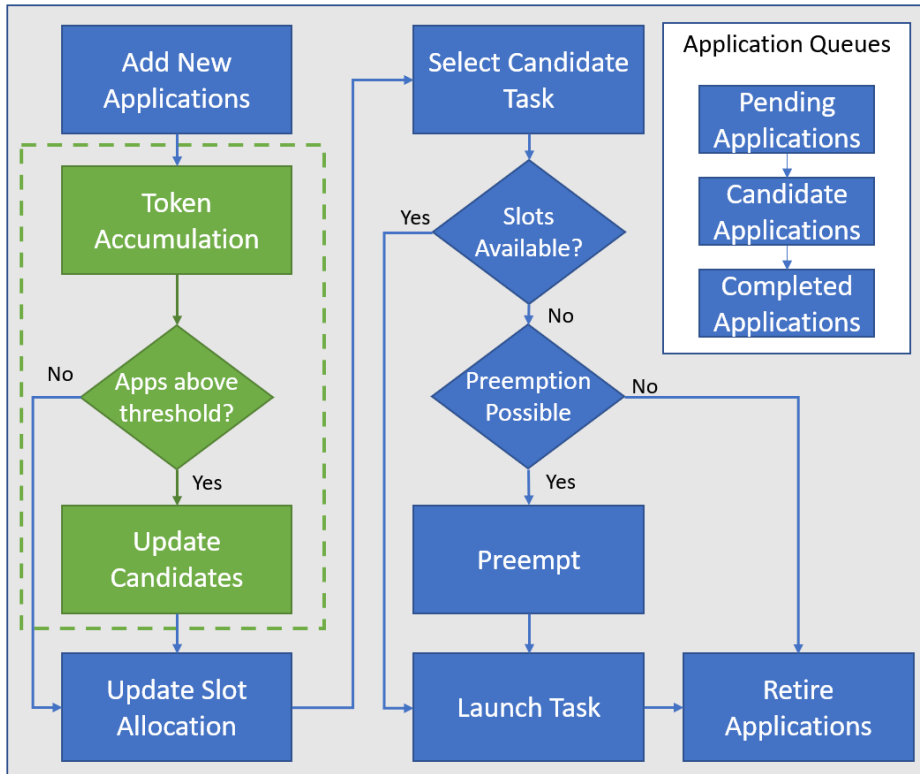 Add New
Applications
Token
Accumulation
No
Apps above
threshold?
Yes
Update
Candidates
Update Slot
Allocation
Select Candidate
Task
Yes
Slots
Available?
No
Preemption
Possible
No
Yes
Preempt
Launch Task
Retire
Applications
Application Queues
Pending
Applications
Candidate
Applications
Completed
Applications